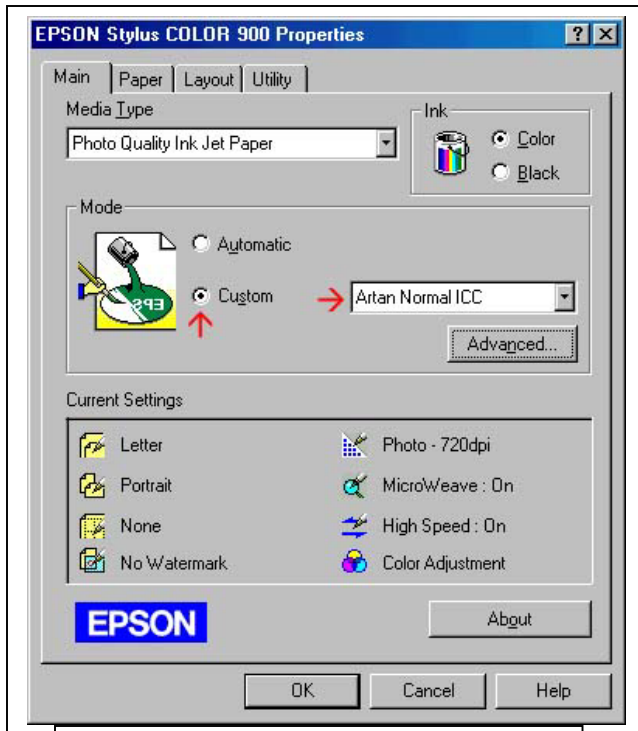 EPSON Stylus COLOR 900 Properties
Main Paper Layout Utility
Media Type
Photo Quality Ink Jet Paper
Ink
Color
Black
Mode
EPS
Automatic
Custom
Artan Normal ICC
Advanced...
Current Settings
Letter
Photo - 720dpi
Portrait
MicroWeave : On
None
High Speed : On
No Watermark
Color Adjustment
EPSON
About
OK Cancel Help